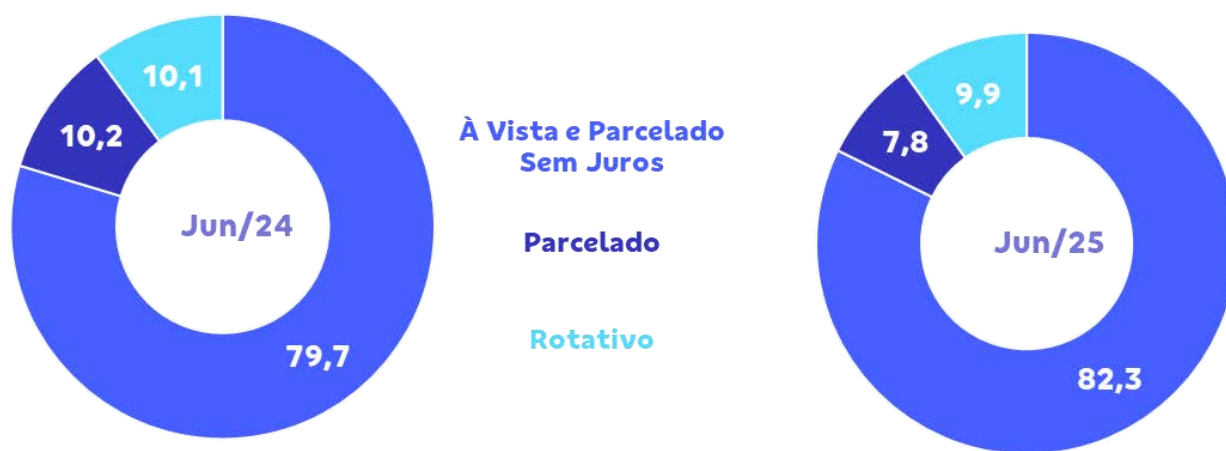 10,1
10,2
Jun/24
79,7
À Vista e Parcelado
Sem Juros
Parcelado
Rotativo
9,9
7,8
Jun/25
82,3